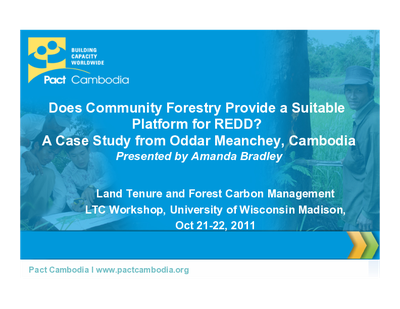 BUILDING
CAPACITY
WORLDWIDE
Pact Cambodia
Does Community Forestry Provide a Suitable
Platform for REDD?
A Case Study from Oddar Meanchey, Cambodia
Presented by Amanda Bradley
Land Tenure and Forest Carbon Management
LTC Workshop, University of Wisconsin Madison,
Oct 21-22, 2011
Pact Cambodia I www.pactcambodia.org